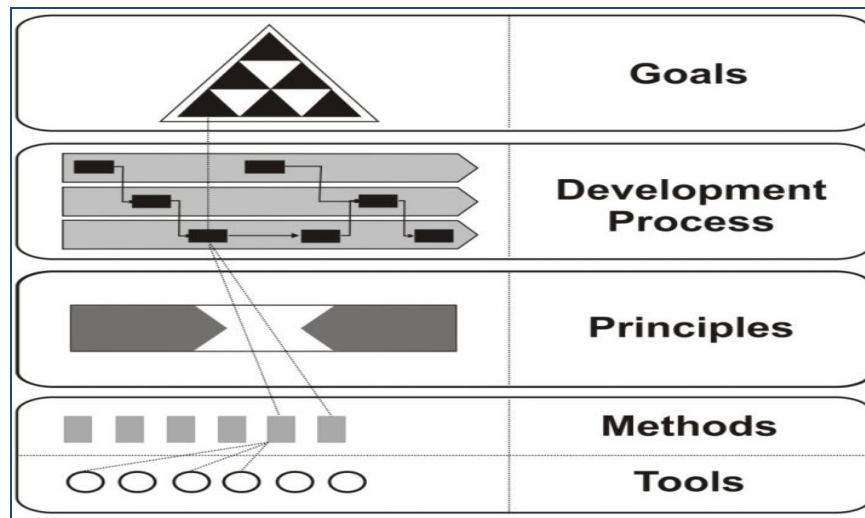 Goals
Development
Process
Principles
Methods
Tools